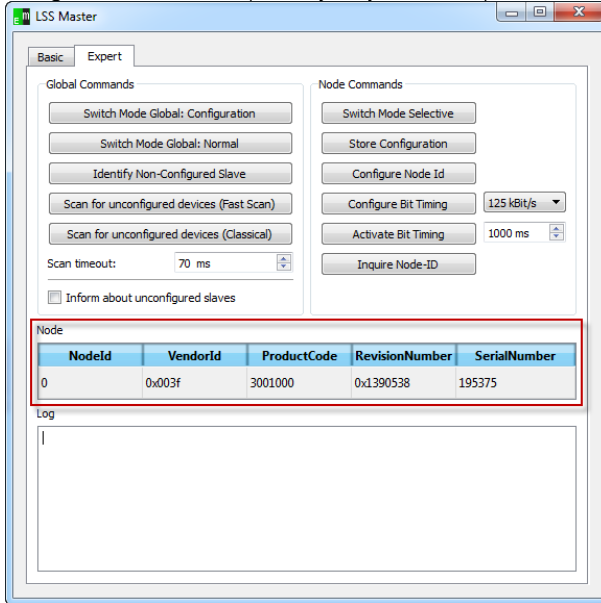 LSS Master
Basic Expert
Global Commands
Switch Mode Global: Configuration
Switch Mode Global: Normal
Identify Non-Configured Slave
Scan for unconfigured devices (Fast Scan)
Scan for unconfigured devices (Classical)
Scan timeout: 70 ms
Inform about unconfigured slaves
Node Commands
Switch Mode Selective
Store Configuration
Configure Node Id
Configure Bit Timing 125 kBit/s
Activate Bit Timing 1000 ms
Inquire Node-ID
Node
NodeId VendorId ProductCode RevisionNumber SerialNumber
0 0x003f 3001000 0x1390538 195375
Log